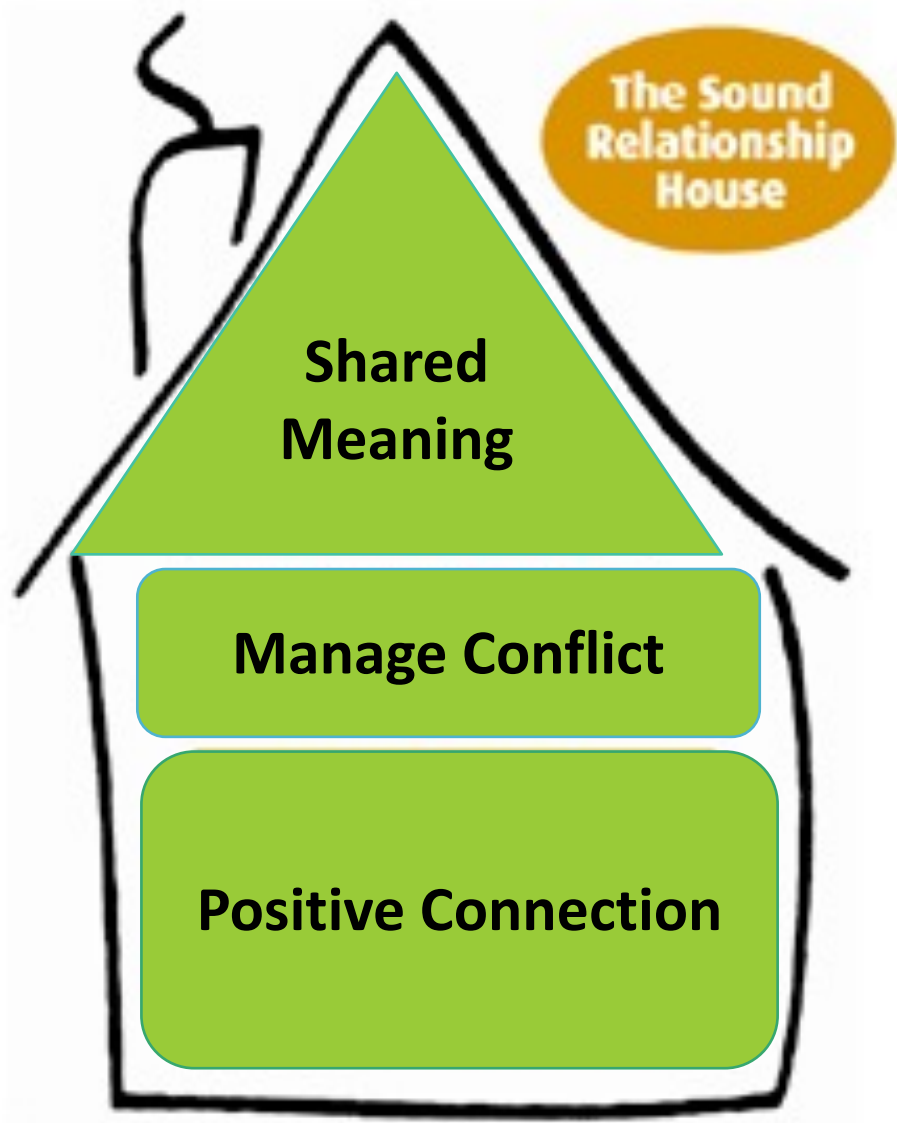 The Sound
Relationship
House
Shared
Meaning
Manage Conflict
Positive Connection